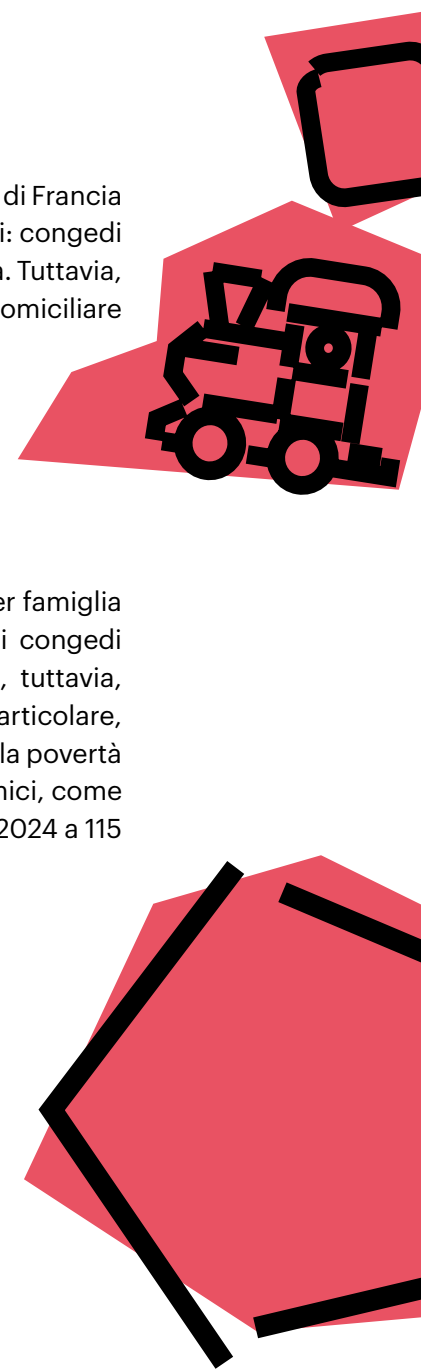 di Francia
i: congedi
. Tuttavia,
omiciliare
er famiglia
i congedi
, tuttavia,
articolare,
la povertà
nici, come
2024 a 115